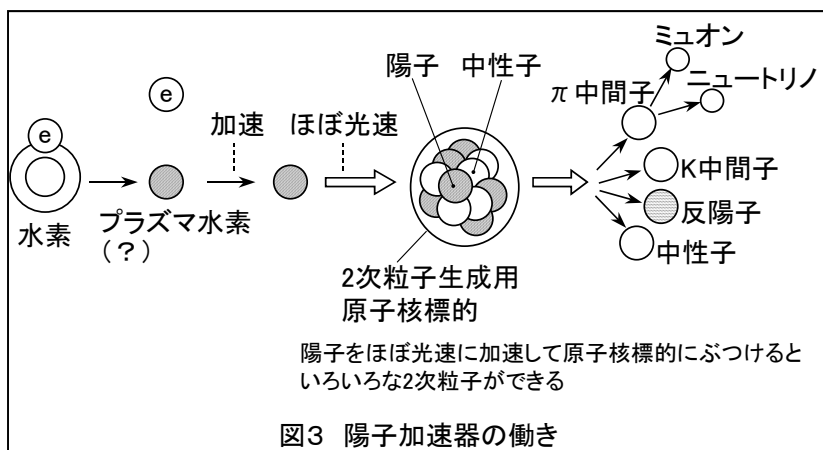 ミュオン
ニュートリノ
π中間子
陽子 中性子
e
加速 ほぼ光速
e
K中間子
反陽子
中性子
水素
プラズマ水素
(?)
2次粒子生成用
原子核標的
陽子をほぼ光速に加速して原子核標的にぶつけると
いろいろな2次粒子ができる
図3 陽子加速器の働き